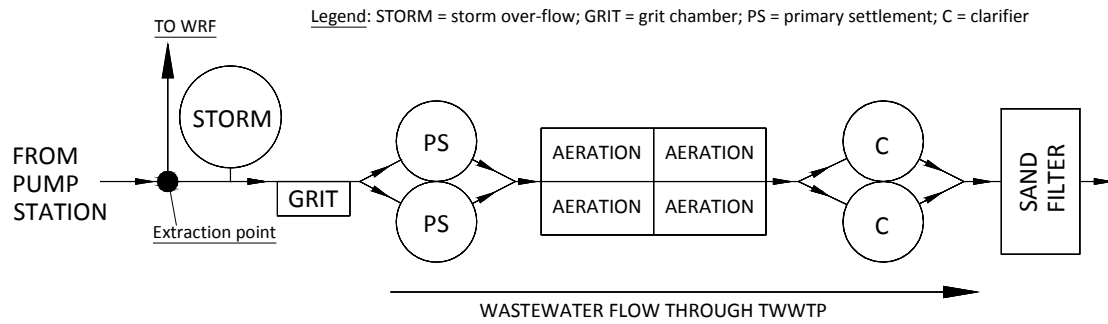 Legend: STORM = storm over-flow; GRIT = grit chamber; PS = primary settlement; C = clarifier
TO WRF
STORM
FROM
PUMP
STATION
Extraction point
GRIT
PS
PS
AERATION
AERATION
AERATION
AERATION
C
C
SAND
FILTER
WASTEWATER FLOW THROUGH TWWTP